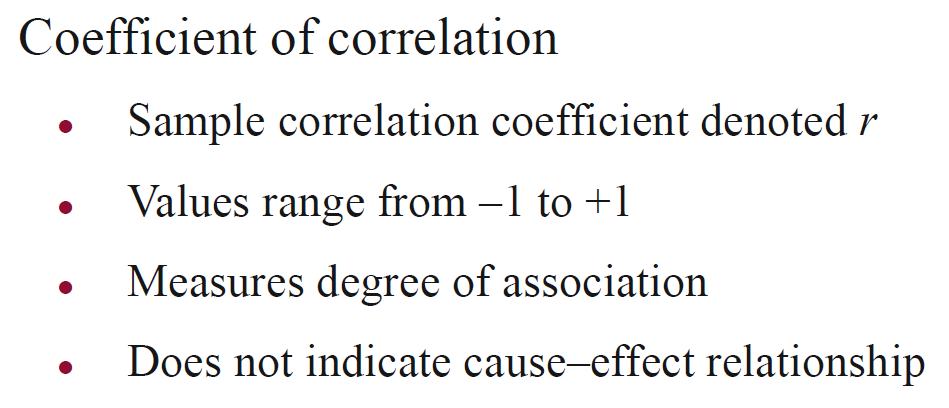 Coefficient of correlation
• Sample correlation coefficient denoted r
• Values range from –1 to +1
• Measures degree of association
• Does not indicate cause–effect relationship